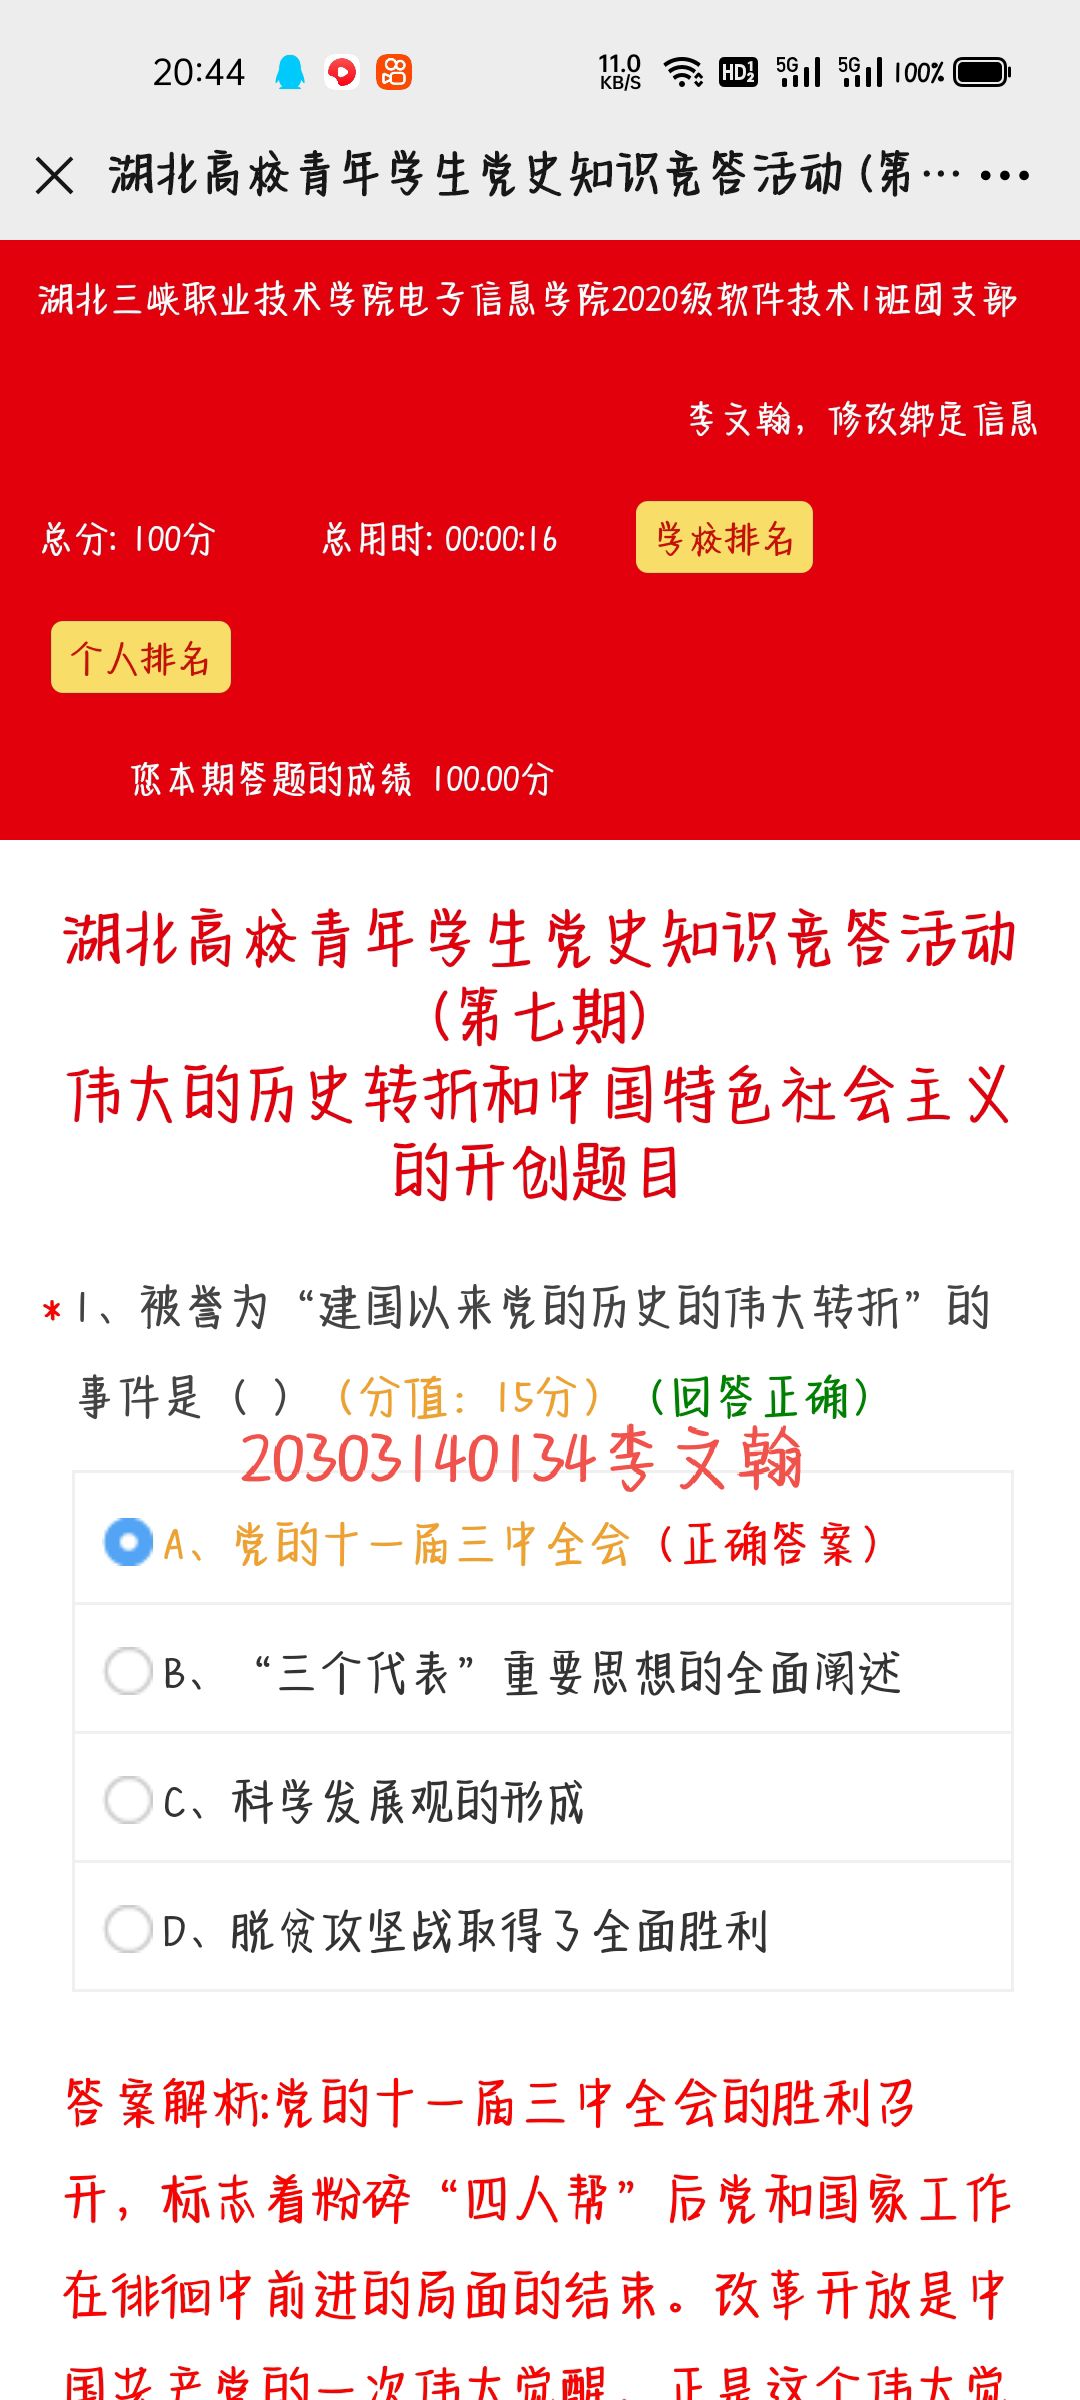 20:44 11.0 KB/S HD 1 2 5G 5G 100%
湖北高校青年学生党史知识竞答活动 (第… •••
湖北三峡职业技术学院电子信息学院2020级软件技术1班团支部
李文翰，修改绑定信息
总分: 100分 总用时: 00:00:16 学校排名
个人排名
您本期答题的成绩 100.00分
湖北高校青年学生党史知识竞答活动
(第七期)
伟大的历史转折和中国特色社会主义
的开创题目
*1、被誉为“建国以来党的历史的伟大转折”的
事件是（ ）（分值：15分）（回答正确）
20303140134李文翰
A、党的十一届三中全会（正确答案）
B、“三个代表”重要思想的全面阐述
C、科学发展观的形成
D、脱贫攻坚战取得了全面胜利
答案解析:党的十一届三中全会的胜利召
开，标志着粉碎“四人帮”后党和国家工作
在徘徊中前进的局面的结束。改革开放是中
国共产党的一次伟大觉醒，正是这个伟大觉